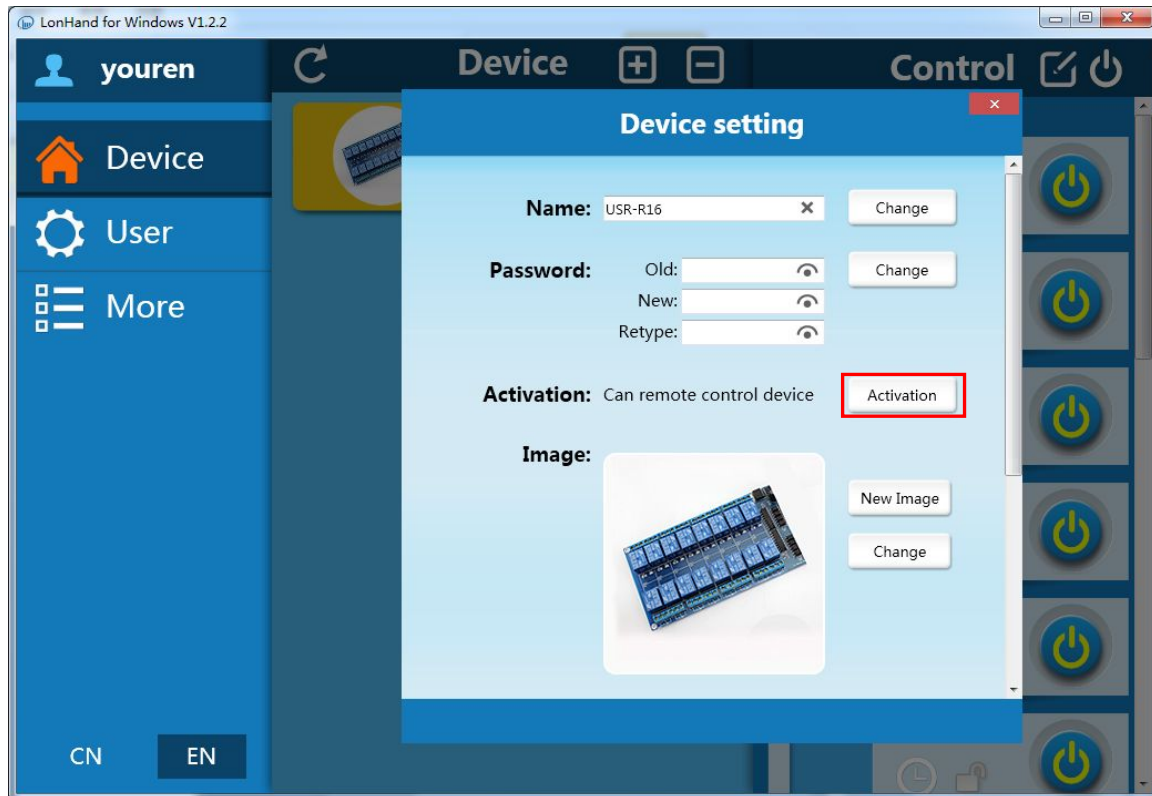 LonHand for Windows V1.2.2
youren
Device
Control
Device
User
More
CN
EN
Device setting
Name:
USR-R16
Change
Password:
Old:
Change
New:
Retype:
Activation:
Can remote control device
Activation
Image:
New Image
Change